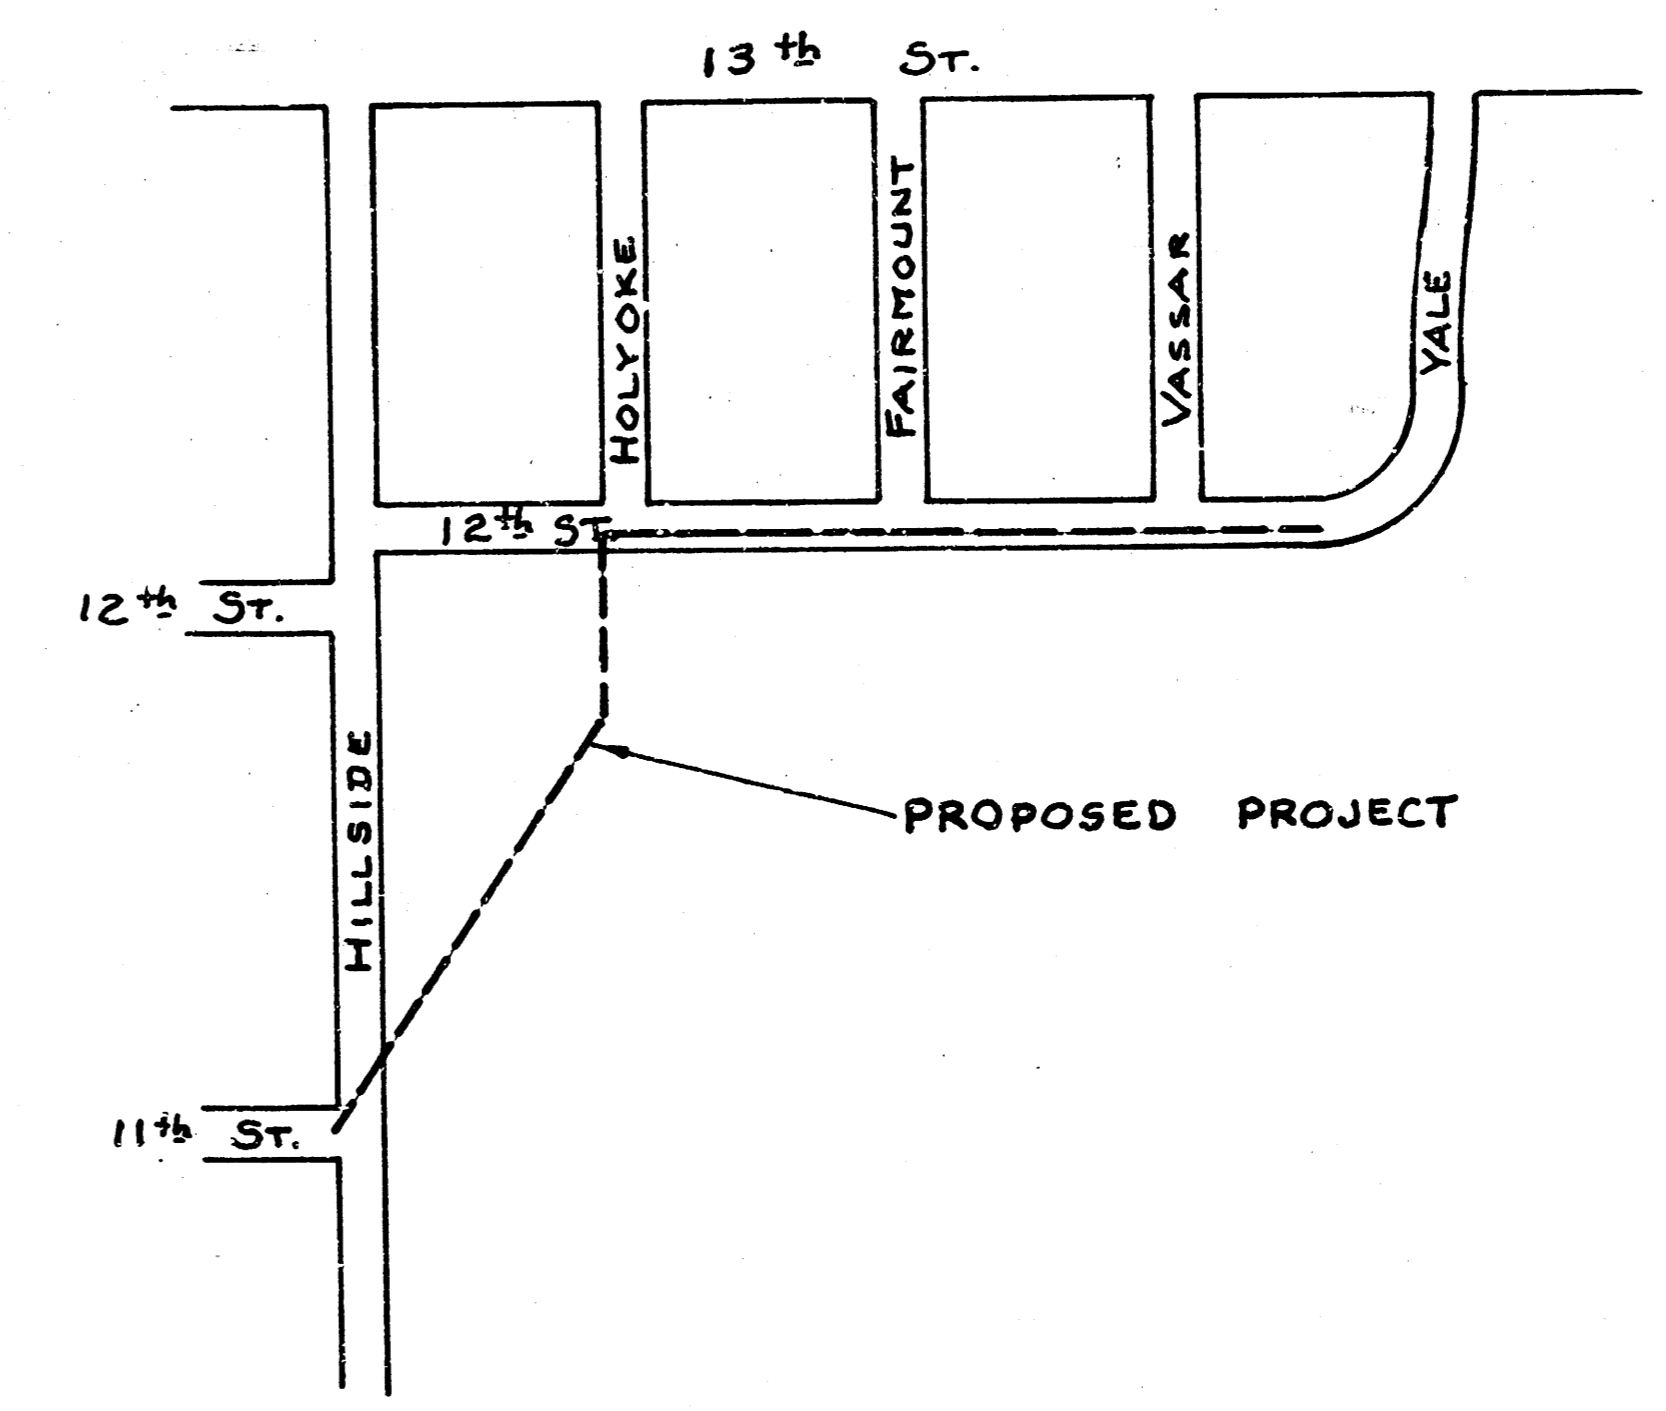 13th St.
HOLYOKE
FAIRMOUNT
VASSAR
YALE
12th ST.
12th ST.
HILLSIDE
PROPOSED PROJECT
11th ST.